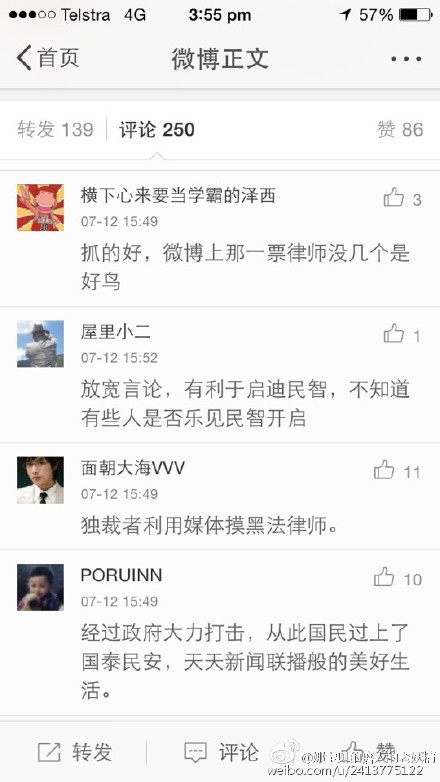 Telstra 4G 3:55 pm 57%
首页 微博正文
转发 139 评论 250 赞 86
横下心来要当学霸的泽西 3
07-12 15:49
抓的好，微博上那一票律师没几个是
好鸟
屋里小二 1
07-12 15:52
放宽言论，有利于启迪民智，不知道
有些人是否乐见民智开启
面朝大海VVV 11
07-12 15:49
独裁者利用媒体摸黑法律师。
PORUINN 10
07-12 15:49
经过政府大力打击，从此国民过上了
国泰民安，天天新闻联播般的美好生
活。
转发 评论 赞
weibo.com/u/2413775122